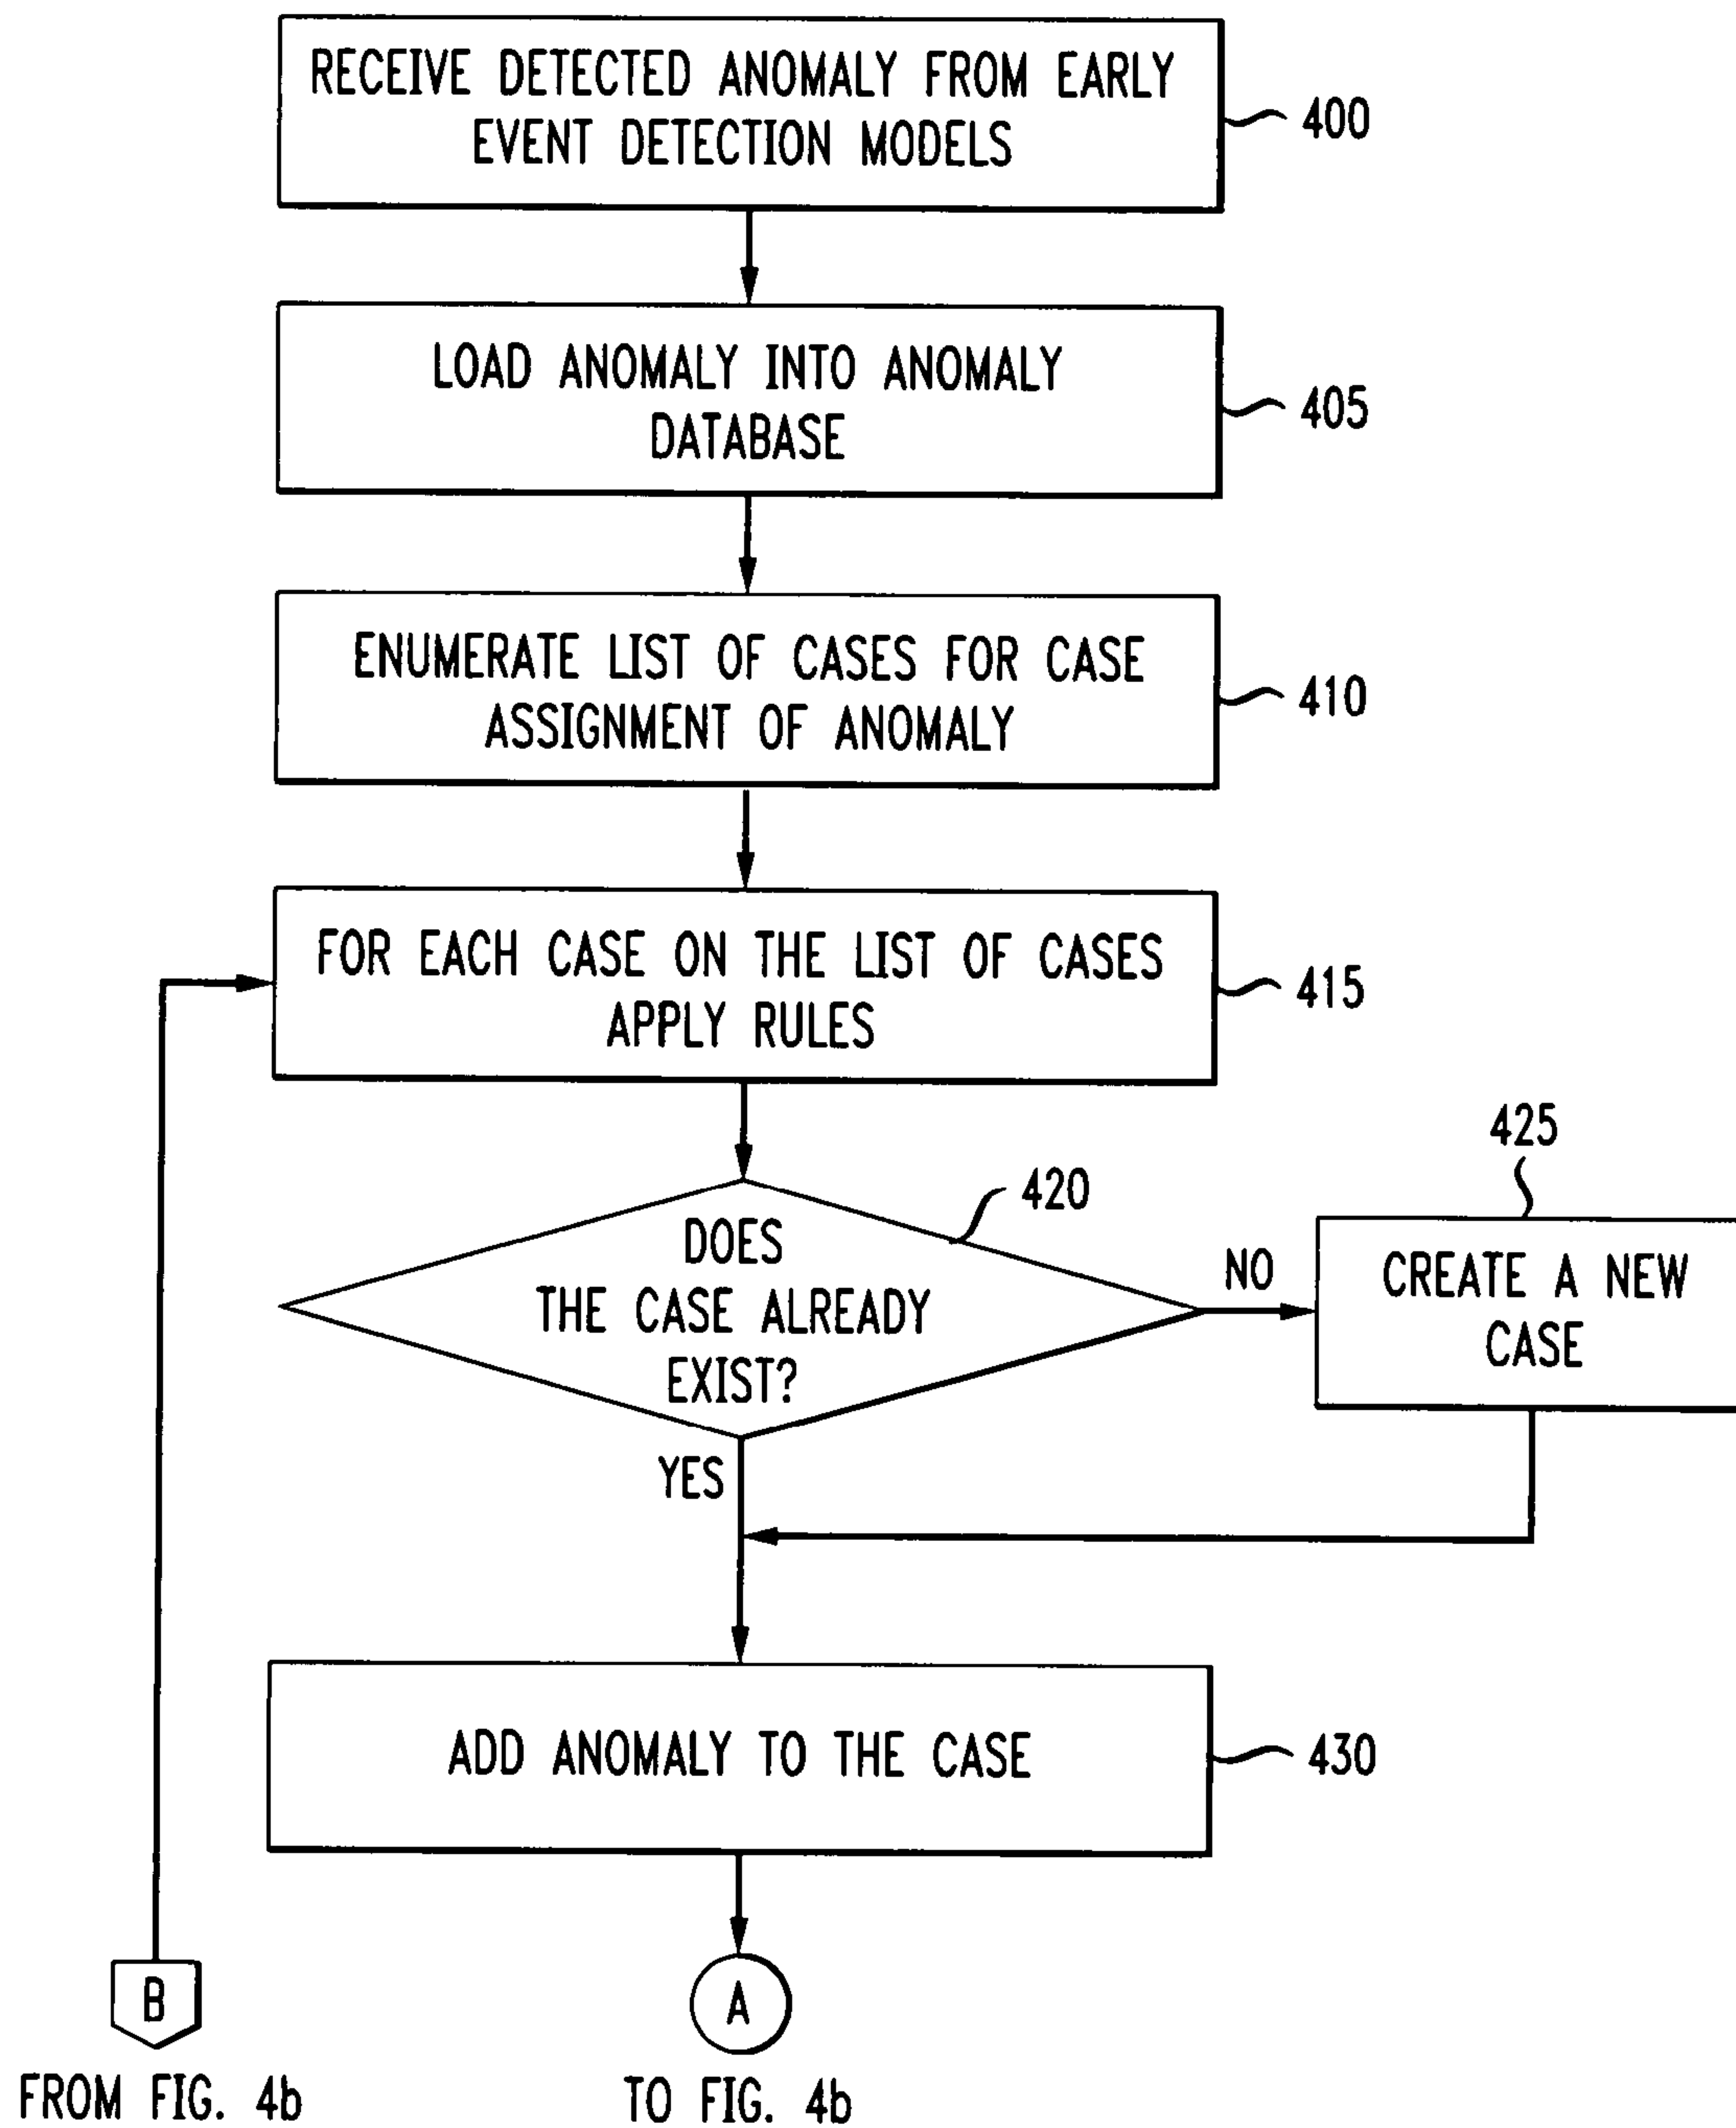 RECEIVE DETECTED ANOMALY FROM EARLY
EVENT DETECTION MODELS
400
LOAD ANOMALY INTO ANOMALY
DATABASE
405
ENUMERATE LIST OF CASES FOR CASE
ASSIGNMENT OF ANOMALY
410
FOR EACH CASE ON THE LIST OF CASES
APPLY RULES
415
425
420
DOES
THE CASE ALREADY
EXIST?
NO
CREATE A NEW
CASE
YES
ADD ANOMALY TO THE CASE
430
B
A
FROM FIG. 4b
TO FIG. 4b